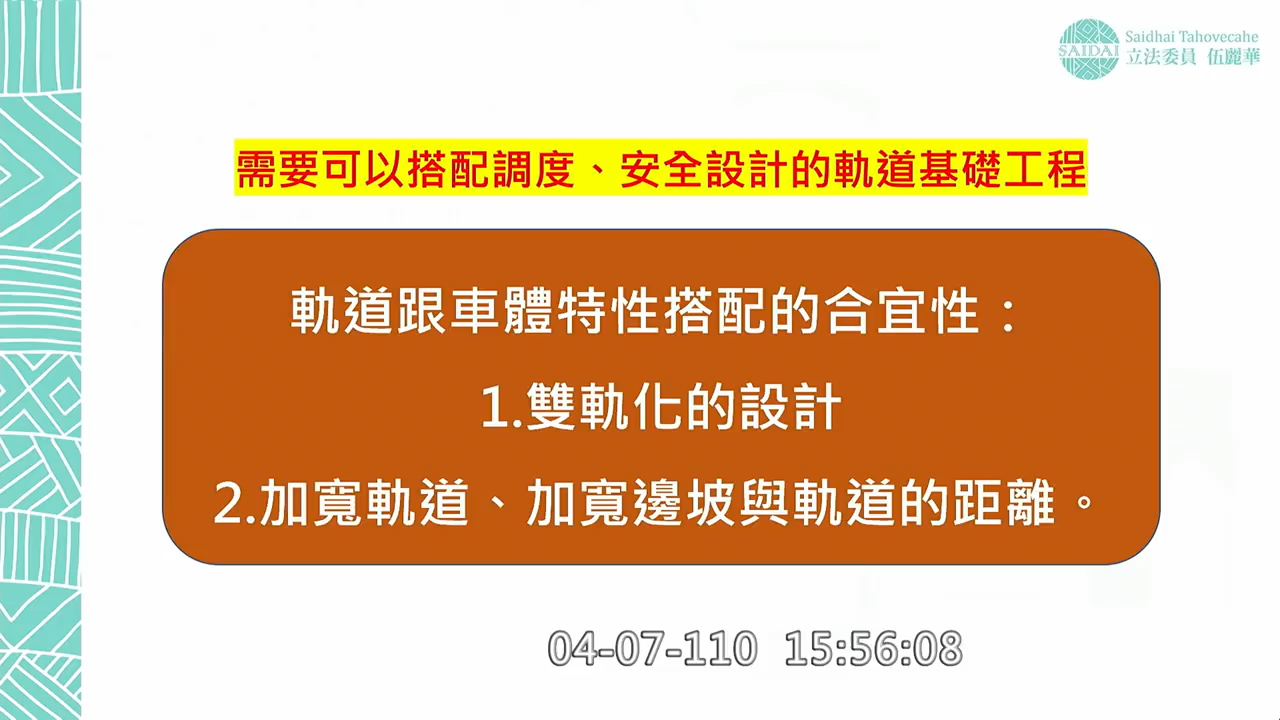 SAIDAI
Saidhai Tahovecahe
立法委員 伍麗華
需要可以搭配調度、安全設計的軌道基礎工程
軌道跟車體特性搭配的合宜性：
1.雙軌化的設計
2.加寬軌道、加寬邊坡與軌道的距離。
04-07-110 15:56:08